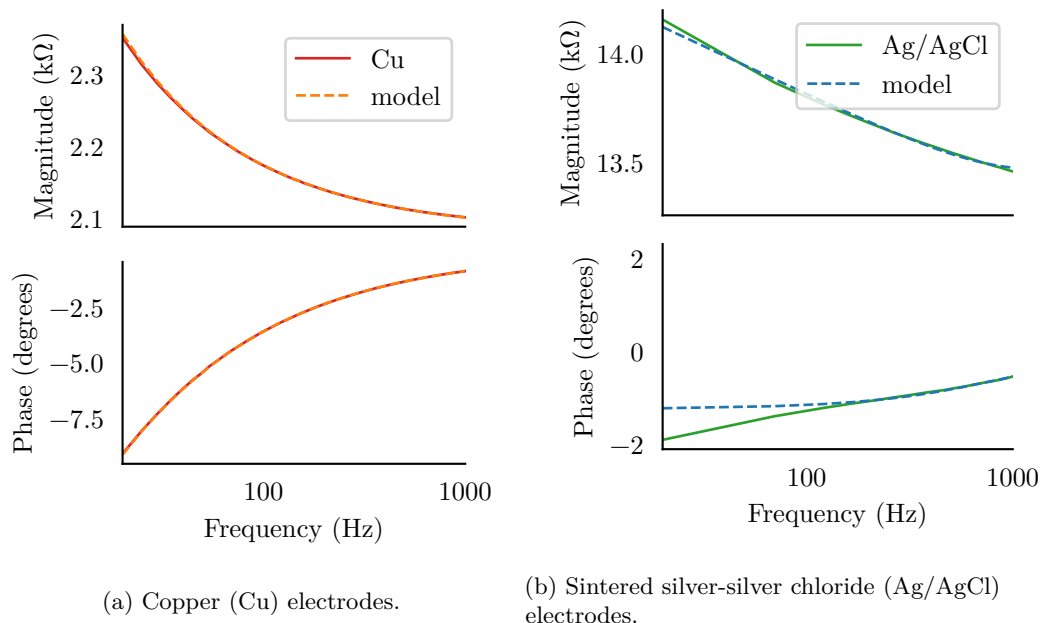 Magnitude (kΩ)
2.3
2.2
2.1
Cu
model
Phase (degrees)
−2.5
−5.0
−7.5
100
1000
Frequency (Hz)
(a) Copper (Cu) electrodes.
Magnitude (kΩ)
14.0
13.5
Ag/AgCl
model
Phase (degrees)
2
0
−2
100
1000
Frequency (Hz)
(b) Sintered silver-silver chloride (Ag/AgCl)
electrodes.